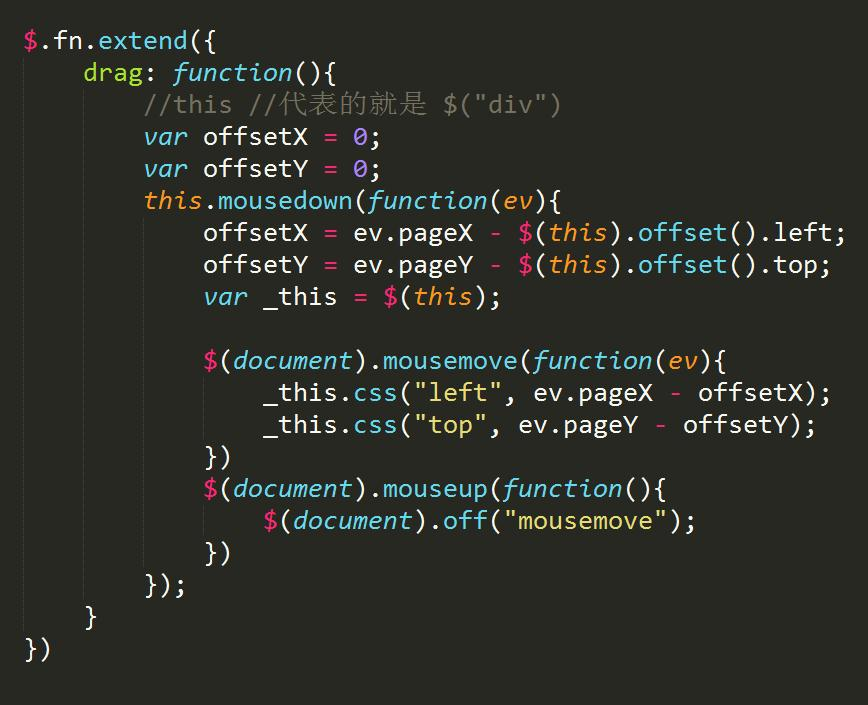 $.fn.extend({
    drag: function(){
        //this //代表的就是 $("div")
        var offsetX = 0;
        var offsetY = 0;
        this.mousedown(function(ev){
            offsetX = ev.pageX - $(this).offset().left;
            offsetY = ev.pageY - $(this).offset().top;
            var _this = $(this);

            $(document).mousemove(function(ev){
                _this.css("left", ev.pageX - offsetX);
                _this.css("top", ev.pageY - offsetY);
            })
            $(document).mouseup(function(){
                $(document).off("mousemove");
            })
        });
    }
})